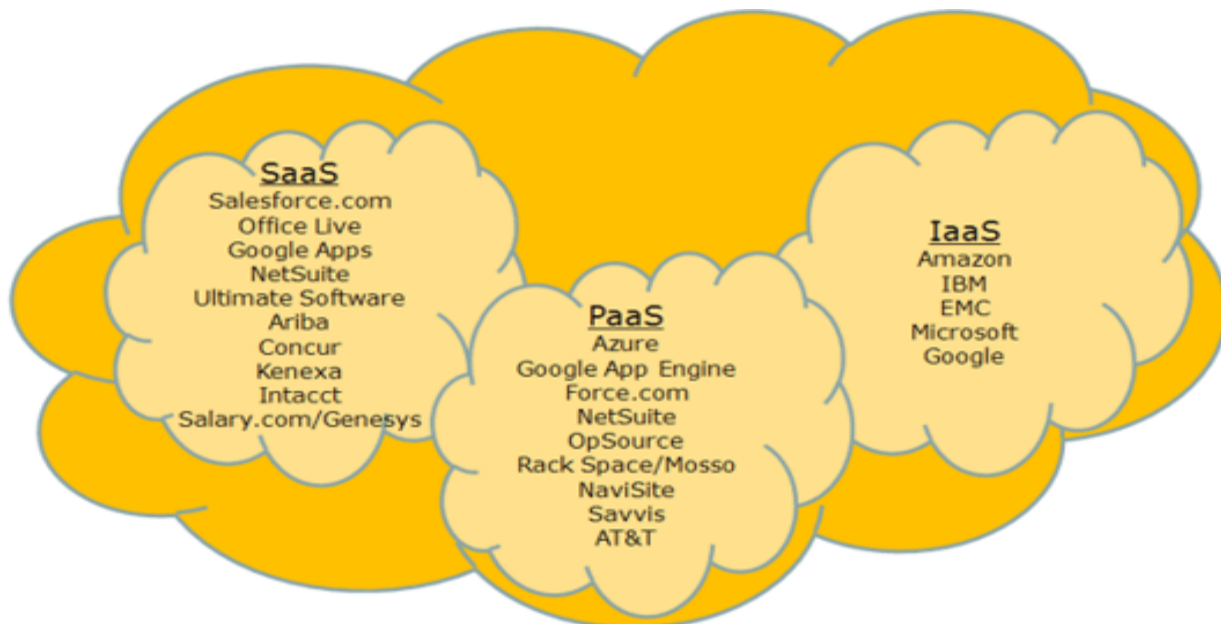 SaaS
Salesforce.com
Office Live
Google Apps
NetSuite
Ultimate Software
Ariba
Concur
Kenexa
Intacct
Salary.com/Genesys
PaaS
Azure
Google App Engine
Force.com
NetSuite
OpSource
Rack Space/Mosso
NaviSite
Savvis
AT&T
IaaS
Amazon
IBM
EMC
Microsoft
Google